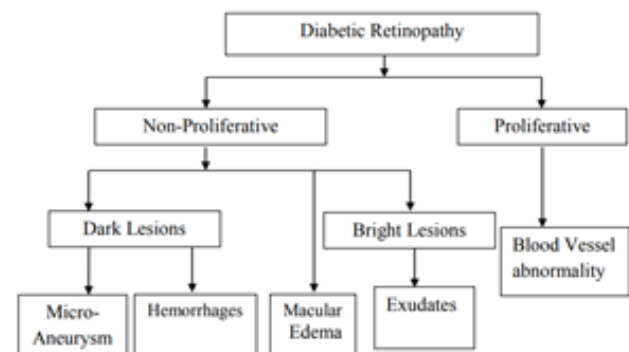 Diabetic Retinopathy
Non-Proliferative
Proliferative
Dark Lesions
Bright Lesions
Blood Vessel
abnormality
Micro-
Aneurysm
Hemorrhages
Macular
Edema
Exudates